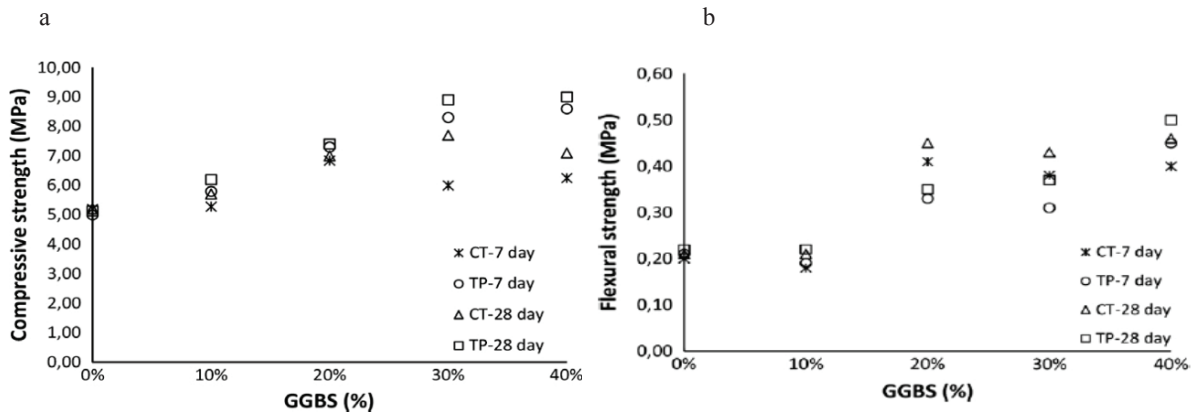 a
b
Compressive strength (MPa)
10,00
9,00
8,00
7,00
6,00
5,00
4,00
3,00
2,00
1,00
0,00
0%
10%
20%
30%
40%
GGBS (%)
CT-7 day
TP-7 day
CT-28 day
TP-28 day
Flexural strength (MPa)
0,60
0,50
0,40
0,30
0,20
0,10
0,00
0%
10%
20%
30%
40%
GGBS (%)
CT-7 day
TP-7 day
CT-28 day
TP-28 day